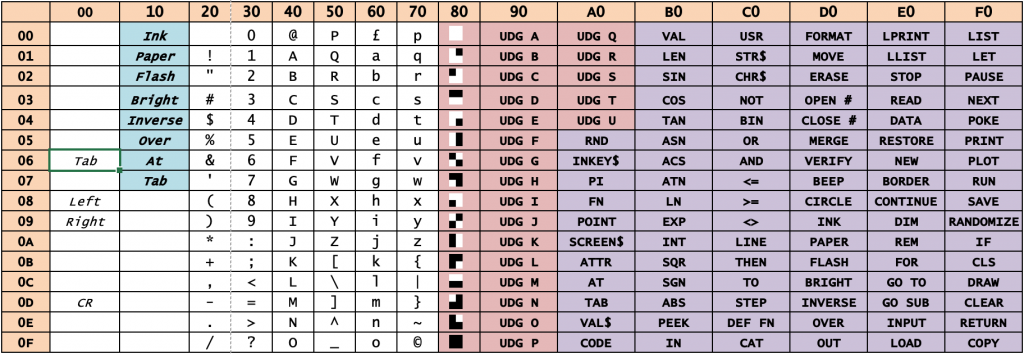 00 10 20 30 40 50 60 70 80 90 A0 B0 C0 D0 E0 F0
00 Ink 0 @ P £ p UDG A UDG Q VAL USR FORMAT LPRINT LIST
01 Paper ! 1 A Q a q UDG B UDG R LEN STR$ MOVE LLIST LET
02 Flash " 2 B R b r UDG C UDG S SIN CHR$ ERASE STOP PAUSE
03 Bright # 3 C S c s UDG D UDG T COS NOT OPEN # READ NEXT
04 Inverse $ 4 D T d t UDG E UDG U TAN BIN CLOSE # DATA POKE
05 Over % 5 E U e u UDG F RND ASN OR MERGE RESTORE PRINT
06 Tab At & 6 F V f v UDG G INKEY$ ACS AND VERIFY NEW PLOT
07 Tab ' 7 G W g w UDG H PI ATN <= BEEP BORDER RUN
08 Left ( 8 H X h x UDG I FN LN >= CIRCLE CONTINUE SAVE
09 Right ) 9 I Y i y UDG J POINT EXP <> INK DIM RANDOMIZE
0A * : J Z j z UDG K SCREEN$ INT LINE PAPER REM IF
0B + ; K [ k { UDG L ATTR SQR THEN FLASH FOR CLS
0C , < L \ l | UDG M AT SGN TO BRIGHT GO TO DRAW
0D CR - = M ] m } UDG N TAB ABS STEP INVERSE GO SUB CLEAR
0E . > N ^ n ~ UDG O VAL$ PEEK DEF FN OVER INPUT RETURN
0F / ? O _ o © UDG P CODE IN CAT OUT LOAD COPY